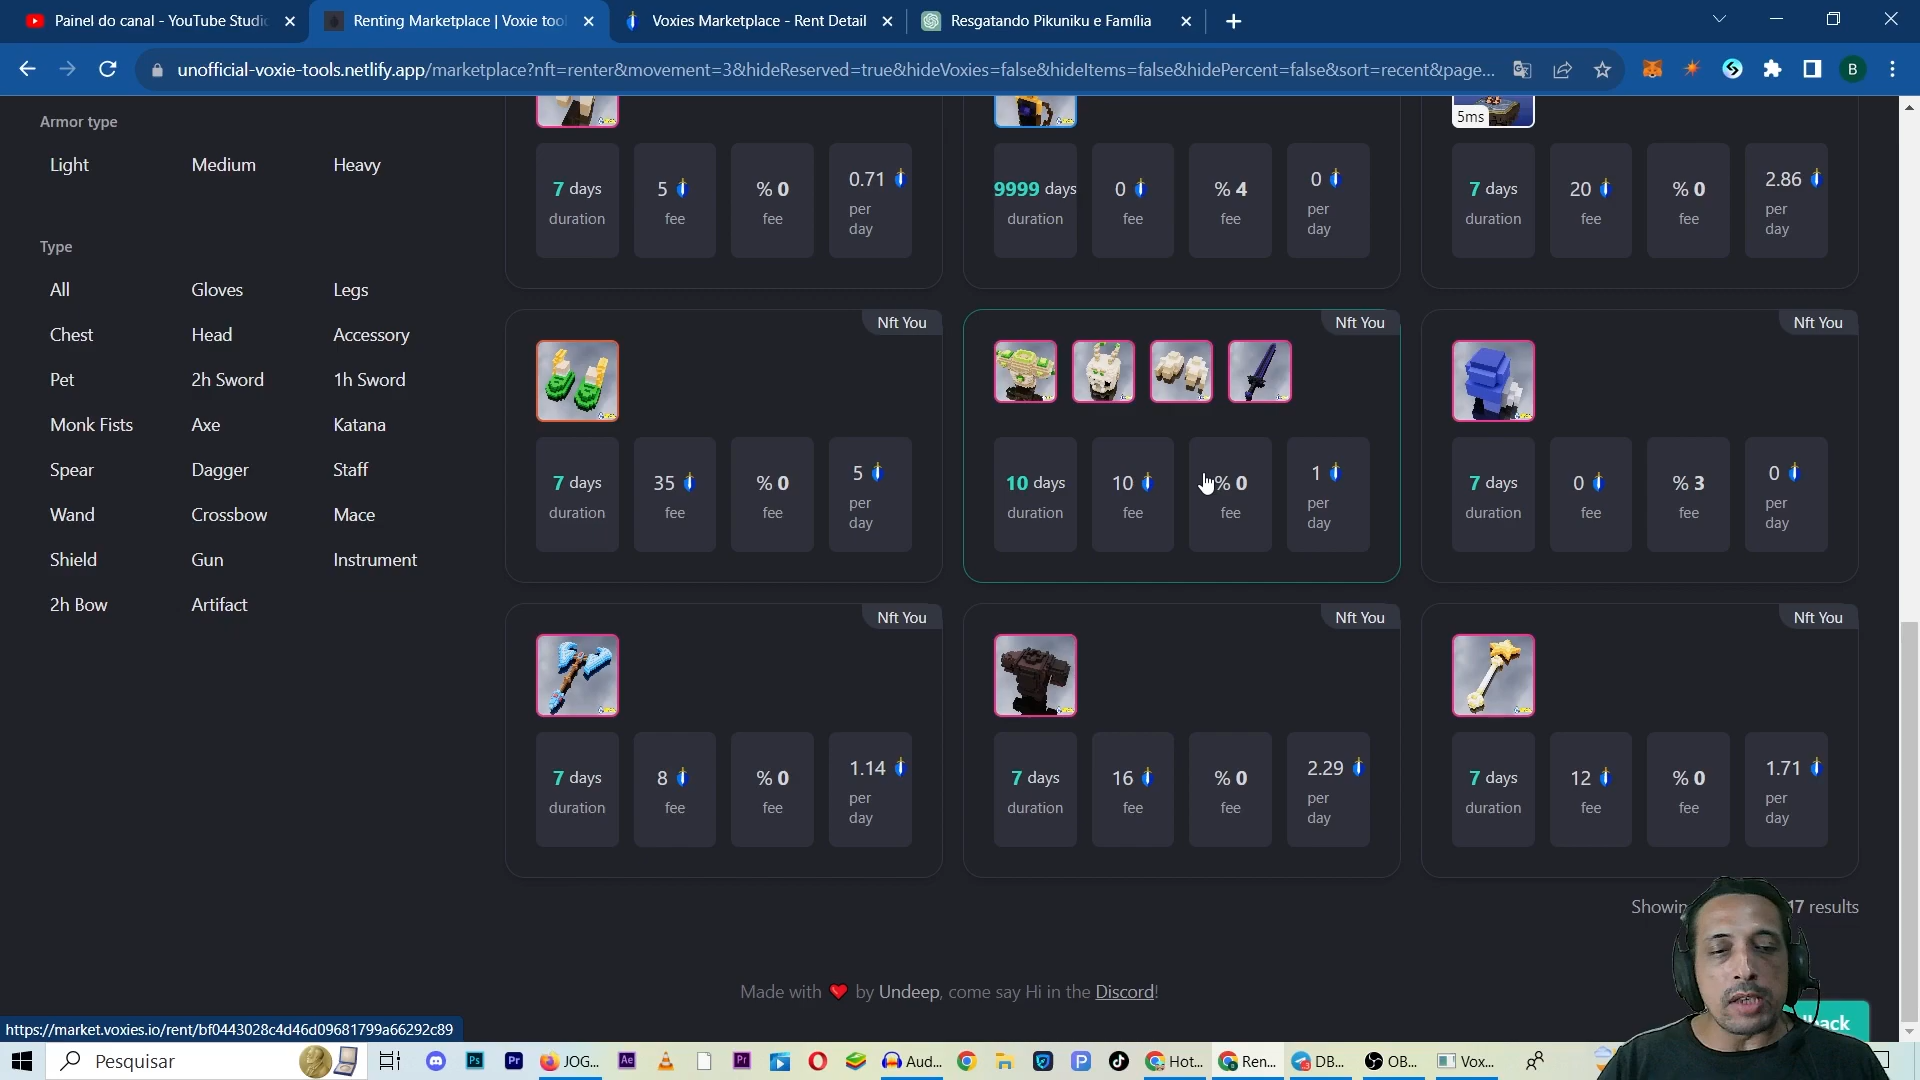 Painel do canal - YouTube Studio
Renting Marketplace | Voxie tool
Voxies Marketplace - Rent Detail
Resgatando Pikuniku e Família
unofficial-voxie-tools.netlify.app/marketplace?nft=renter&movement=3&hideReserved=true&hideVoxies=false&hideItems=false&hidePercent=false&sort=recent&page...
B
Armor type
Light Medium Heavy
Type
All Gloves Legs
Chest Head Accessory
Pet 2h Sword 1h Sword
Monk Fists Axe Katana
Spear Dagger Staff
Wand Crossbow Mace
Shield Gun Instrument
2h Bow Artifact
7 days duration
5 fee
% 0 fee
0.71 per day
9999 days duration
0 fee
% 4 fee
0 per day
5ms
7 days duration
20 fee
% 0 fee
2.86 per day
Nft You
7 days duration
35 fee
% 0 fee
5 per day
Nft You
10 days duration
10 fee
% 0 fee
1 per day
Nft You
7 days duration
0 fee
% 3 fee
0 per day
Nft You
7 days duration
8 fee
% 0 fee
1.14 per day
Nft You
7 days duration
16 fee
% 0 fee
2.29 per day
Nft You
7 days duration
12 fee
% 0 fee
1.71 per day
17 results
Made with ❤ by Undeep, come say Hi in the Discord!
https://market.voxies.io/rent/bf0443028c4d46d09681799a66292c89
Pesquisar
JOG...
Aud...
Hot...
Ren...
DB...
OB...
Vox...